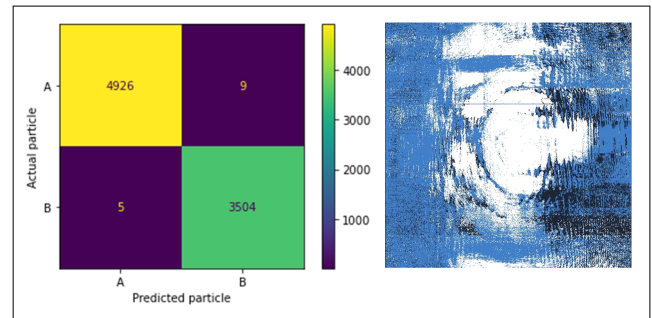 Actual particle
A
4926
9
B
5
3504
A
B
Predicted particle
4000
3000
2000
1000